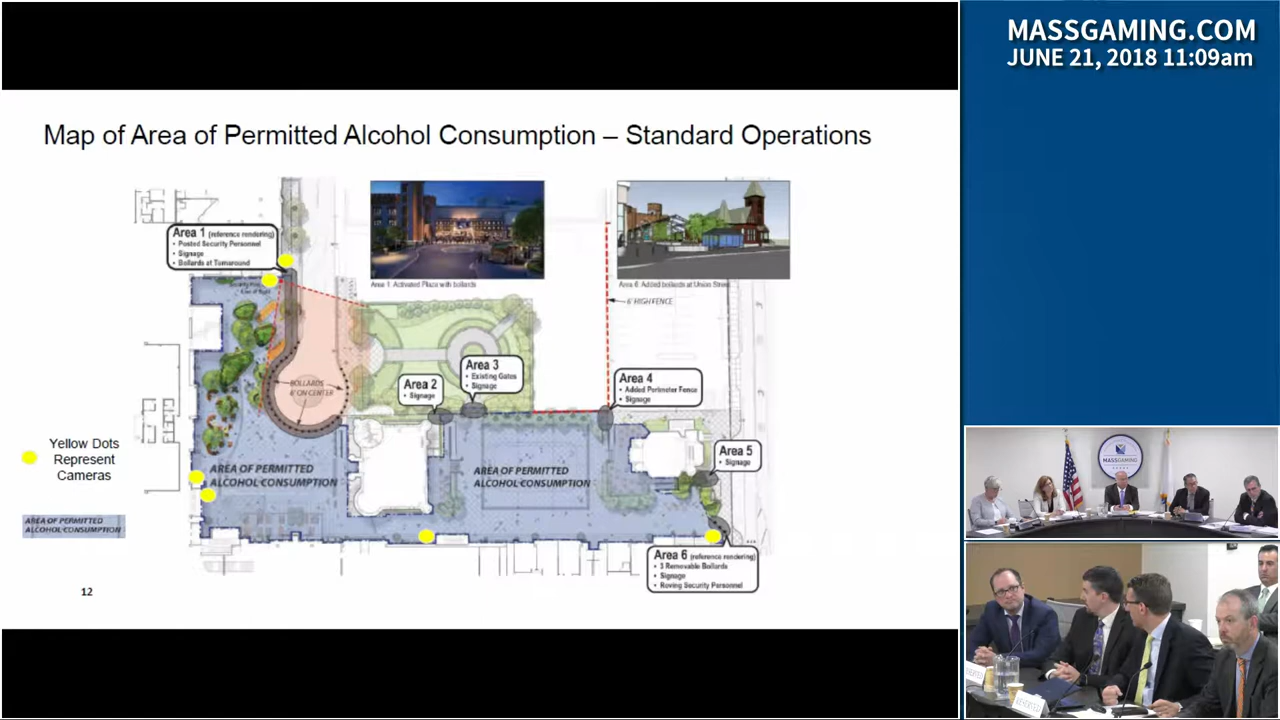 MASSGAMING.COM
JUNE 21, 2018 11:09am
Map of Area of Permitted Alcohol Consumption – Standard Operations
Area 1 (reference rendering)
• Posted Security Personnel
• Signage
• Bollards at Turnaround
Area 1: Activated Plaza with bollards
Area 6: Added bollards at Union Street
6' HIGH FENCE
BOLLARDS
6' ON CENTER
Area 2
• Signage
Area 3
• Existing Gates
• Signage
Area 4
• Added Perimeter Fence
• Signage
Area 5
• Signage
AREA OF PERMITTED
ALCOHOL CONSUMPTION
AREA OF PERMITTED
ALCOHOL CONSUMPTION
Yellow Dots
Represent
Cameras
AREA OF PERMITTED
ALCOHOL CONSUMPTION
Area 6 (reference rendering)
• 3 Removable Bollards
• Signage
• Roving Security Personnel
12
MASSGAMING
RESERVED